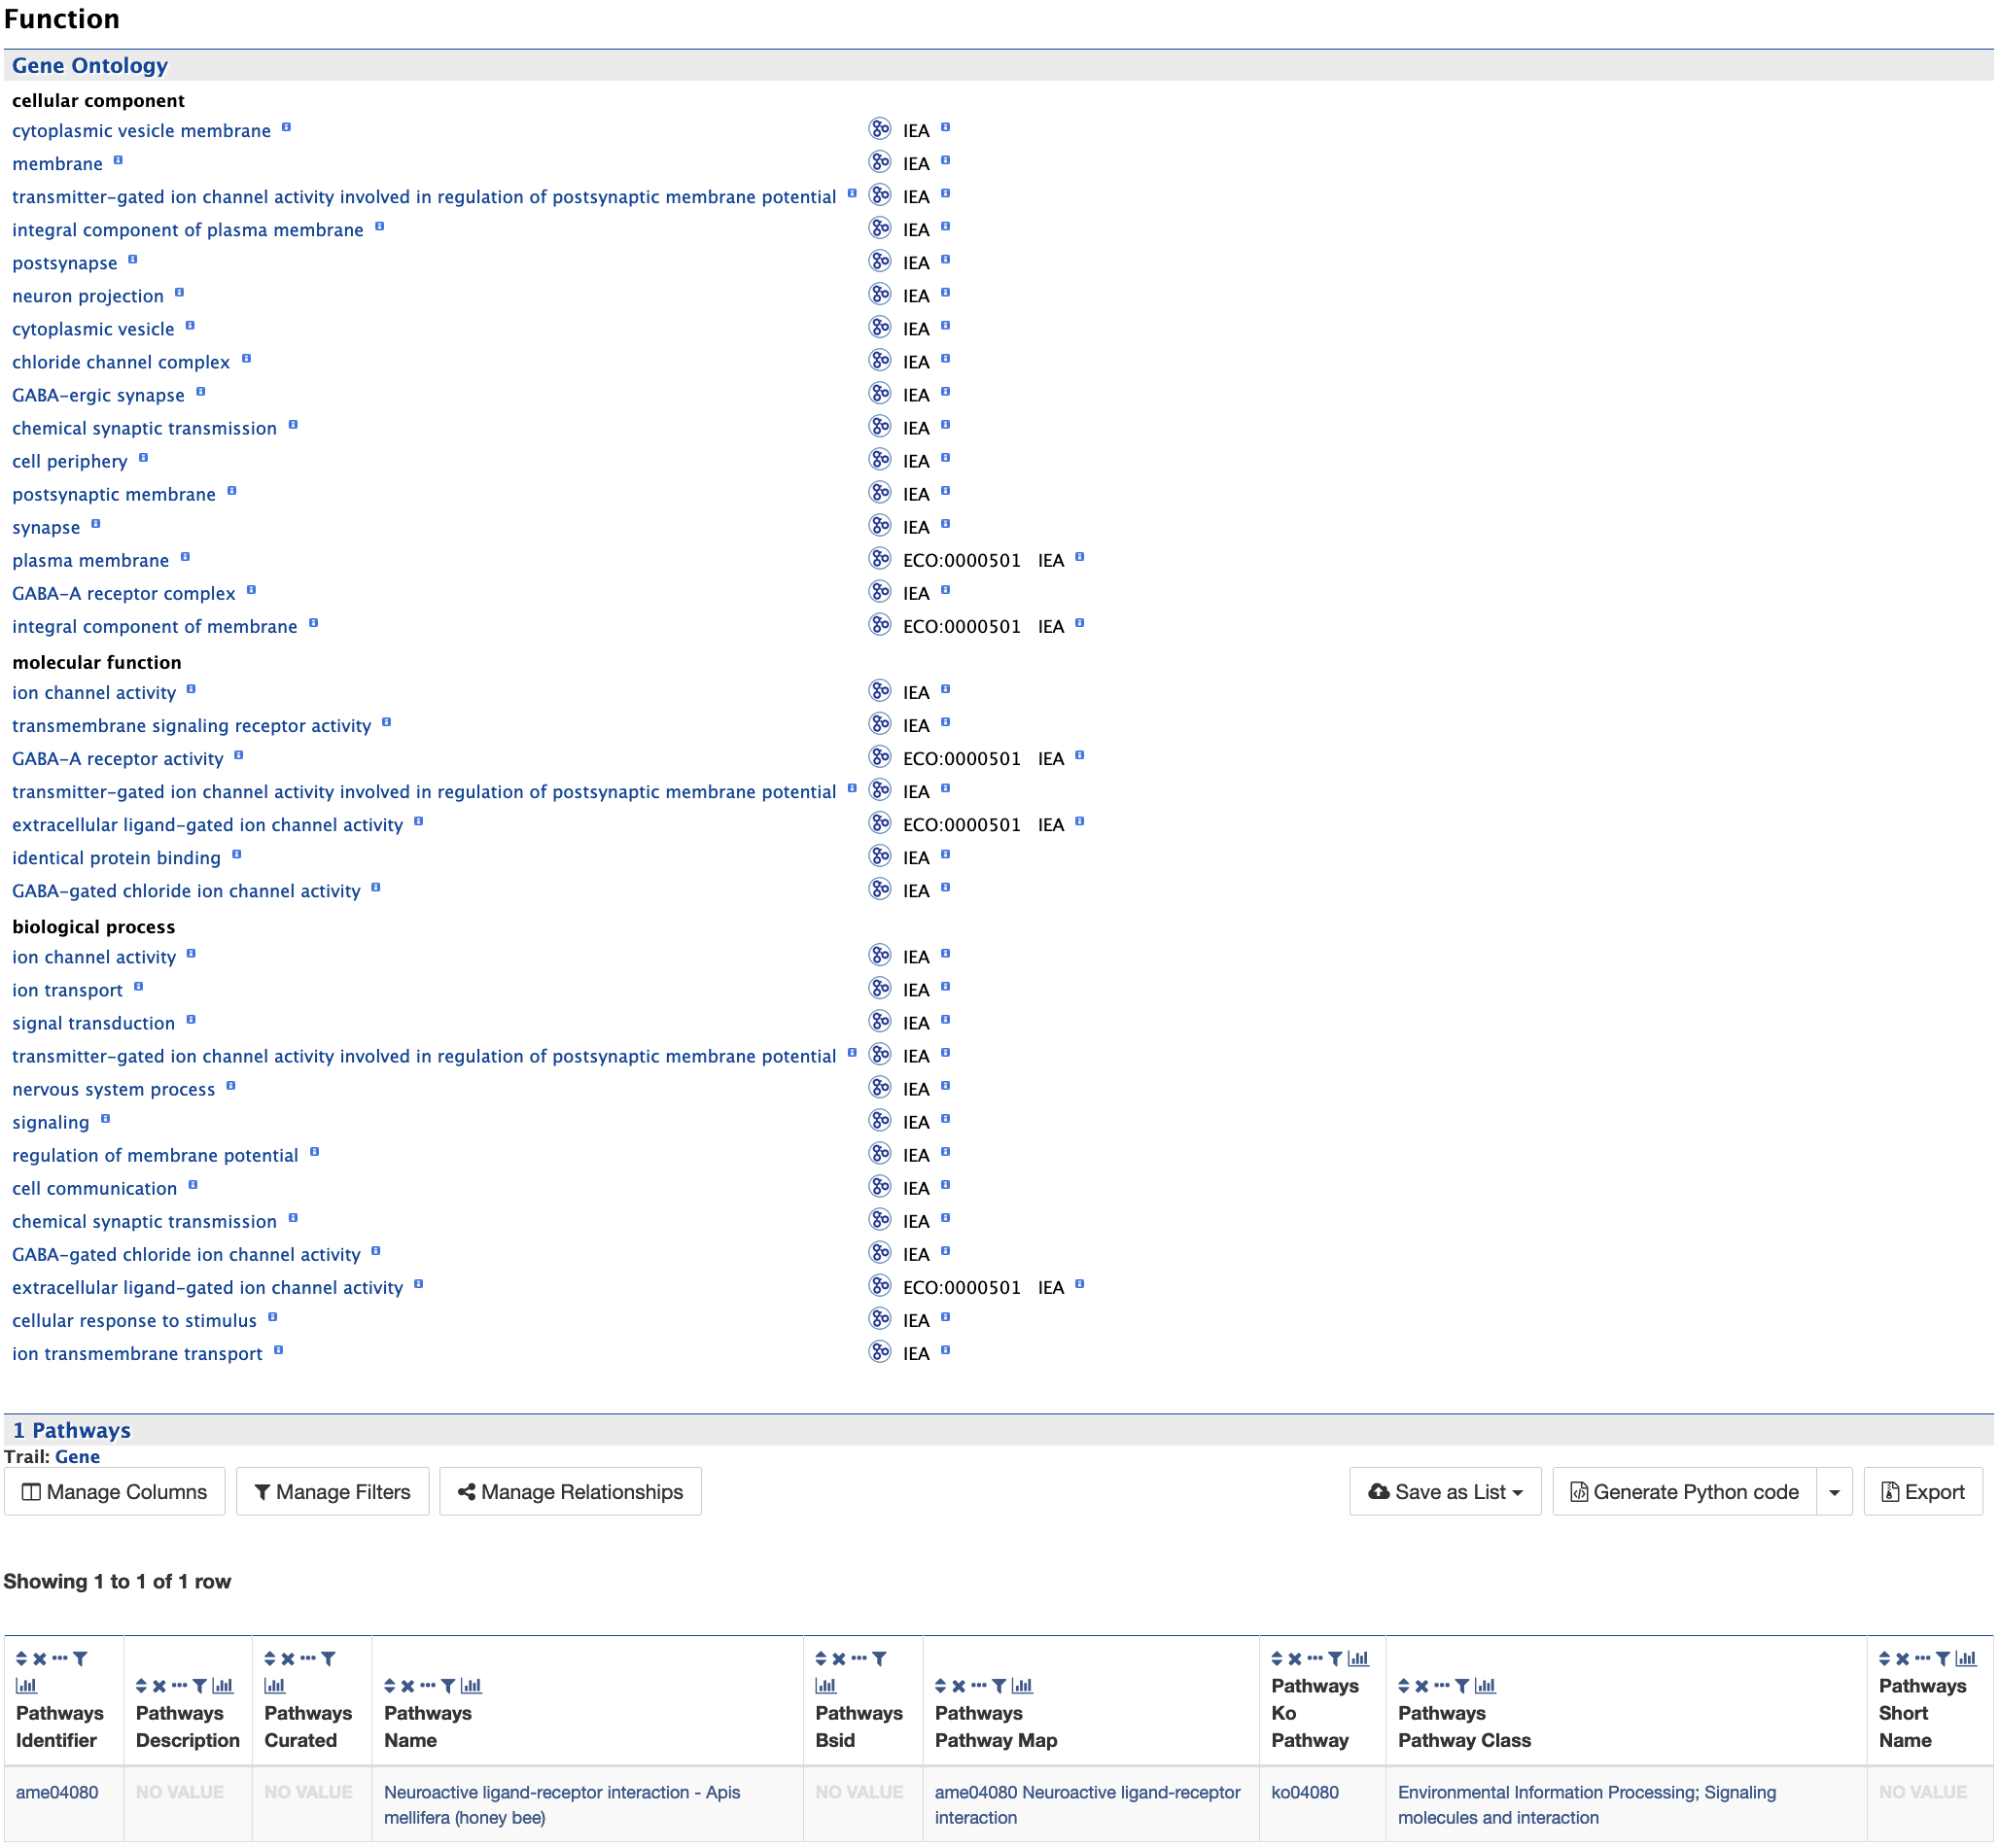 Function
Gene Ontology
cellular component
cytoplasmic vesicle membrane IEA
membrane IEA
transmitter-gated ion channel activity involved in regulation of postsynaptic membrane potential IEA
integral component of plasma membrane IEA
postsynapse IEA
neuron projection IEA
cytoplasmic vesicle IEA
chloride channel complex IEA
GABA-ergic synapse IEA
chemical synaptic transmission IEA
cell periphery IEA
postsynaptic membrane IEA
synapse IEA
plasma membrane ECO:0000501 IEA
GABA-A receptor complex IEA
integral component of membrane ECO:0000501 IEA
molecular function
ion channel activity IEA
transmembrane signaling receptor activity IEA
GABA-A receptor activity ECO:0000501 IEA
transmitter-gated ion channel activity involved in regulation of postsynaptic membrane potential IEA
extracellular ligand-gated ion channel activity ECO:0000501 IEA
identical protein binding IEA
GABA-gated chloride ion channel activity IEA
biological process
ion channel activity IEA
ion transport IEA
signal transduction IEA
transmitter-gated ion channel activity involved in regulation of postsynaptic membrane potential IEA
nervous system process IEA
signaling IEA
regulation of membrane potential IEA
cell communication IEA
chemical synaptic transmission IEA
GABA-gated chloride ion channel activity IEA
extracellular ligand-gated ion channel activity ECO:0000501 IEA
cellular response to stimulus IEA
ion transmembrane transport IEA
1 Pathways
Trail: Gene
Manage Columns Manage Filters Manage Relationships Save as List Generate Python code Export
Showing 1 to 1 of 1 row
Pathways
Identifier
Pathways
Description
Pathways
Curated
Pathways
Name
Pathways
Bsid
Pathways
Pathway Map
Pathways
Ko
Pathway
Pathways
Pathway Class
Pathways
Short
Name
ame04080
NO VALUE
NO VALUE
Neuroactive ligand-receptor interaction - Apis
mellifera (honey bee)
NO VALUE
ame04080 Neuroactive ligand-receptor
interaction
ko04080
Environmental Information Processing; Signaling
molecules and interaction
NO VALUE